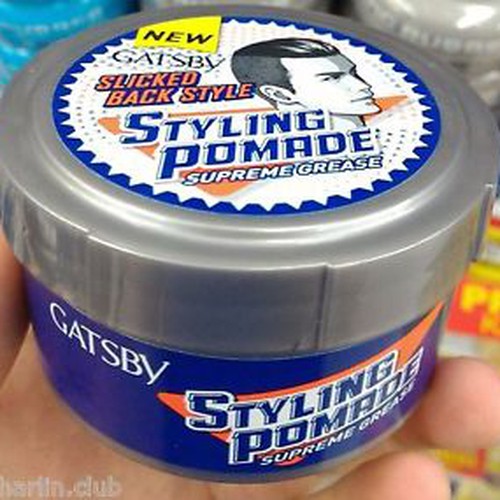 NEW
GATSBY
SLICKED
BACK STYLE
STYLING
POMADE
SUPREME GREASE
GATSBY
STYLING
POMADE
SUPREME GREASE
harlin.club